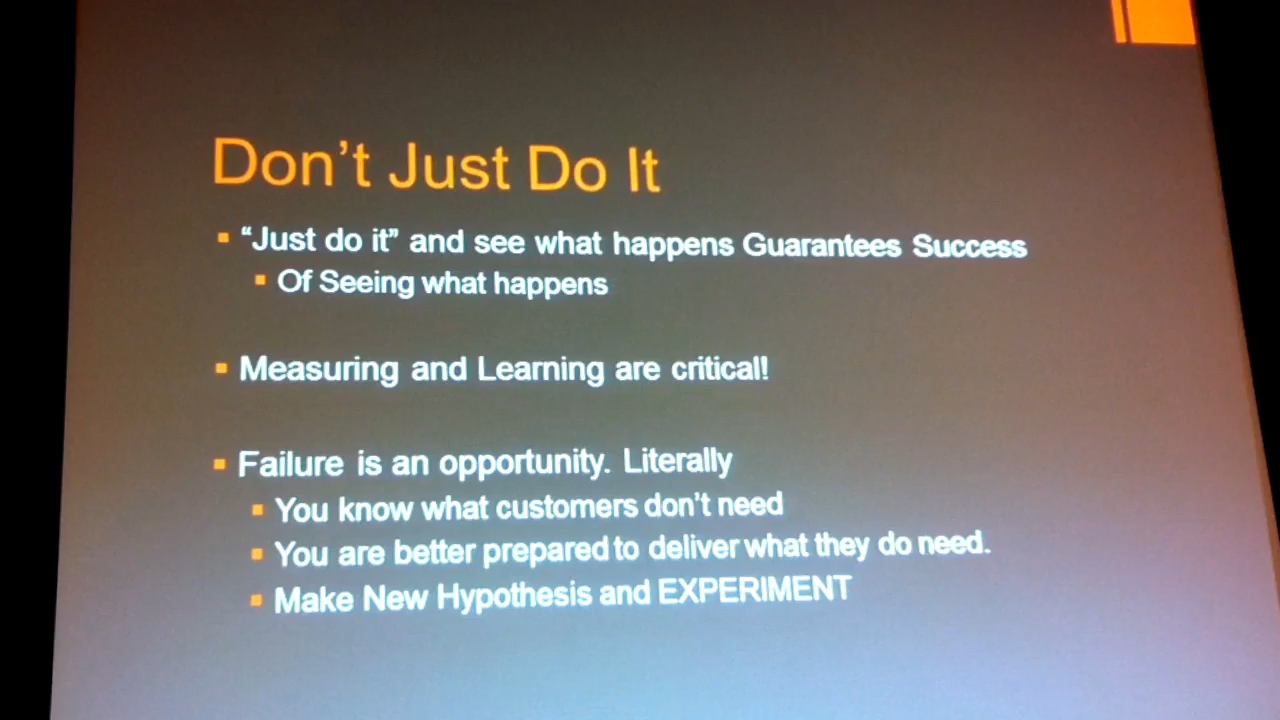 Don't Just Do It
“Just do it” and see what happens Guarantees Success
Of Seeing what happens
Measuring and Learning are critical!
Failure is an opportunity. Literally
You know what customers don't need
You are better prepared to deliver what they do need.
Make New Hypothesis and EXPERIMENT